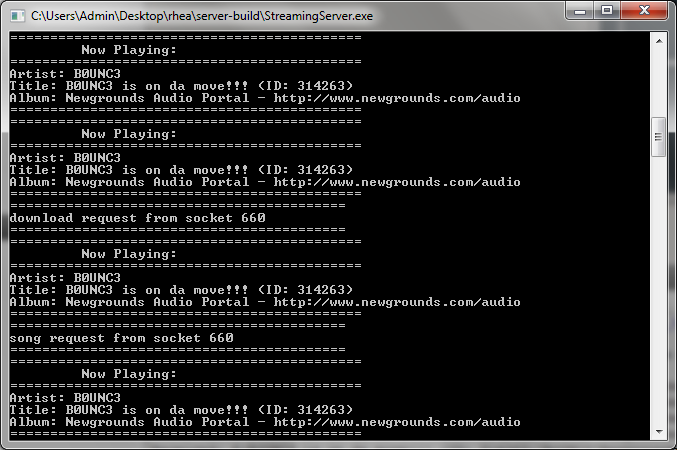 C:\Users\Admin\Desktop\rhea\server-build\StreamingServer.exe
============================================
Now Playing:
============================================
Artist: B0UNC3
Title: B0UNC3 is on da move!!! (ID: 314263)
Album: Newgrounds Audio Portal - http://www.newgrounds.com/audio
============================================
============================================
Now Playing:
============================================
Artist: B0UNC3
Title: B0UNC3 is on da move!!! (ID: 314263)
Album: Newgrounds Audio Portal - http://www.newgrounds.com/audio
============================================
==========================================
download request from socket 660
==========================================
============================================
Now Playing:
============================================
Artist: B0UNC3
Title: B0UNC3 is on da move!!! (ID: 314263)
Album: Newgrounds Audio Portal - http://www.newgrounds.com/audio
============================================
==========================================
song request from socket 660
==========================================
============================================
Now Playing:
============================================
Artist: B0UNC3
Title: B0UNC3 is on da move!!! (ID: 314263)
Album: Newgrounds Audio Portal - http://www.newgrounds.com/audio
============================================